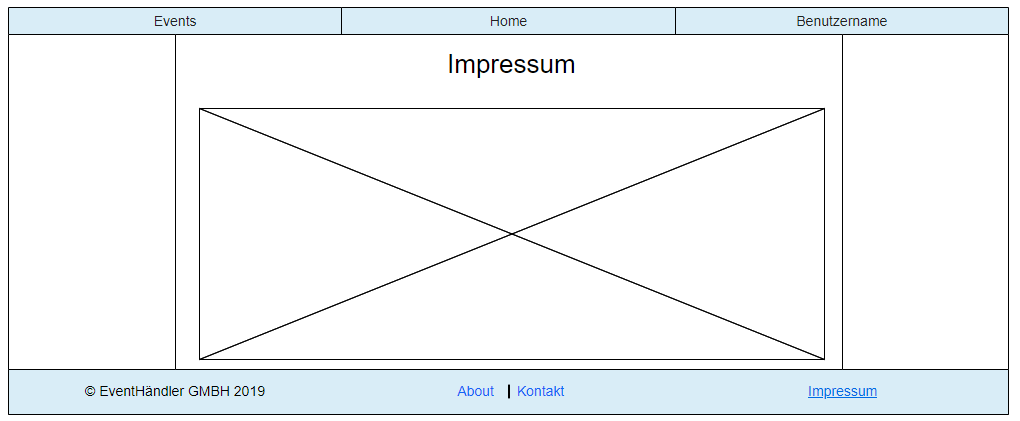 Events Home Benutzername
Impressum
© EventHändler GMBH 2019 About | Kontakt Impressum